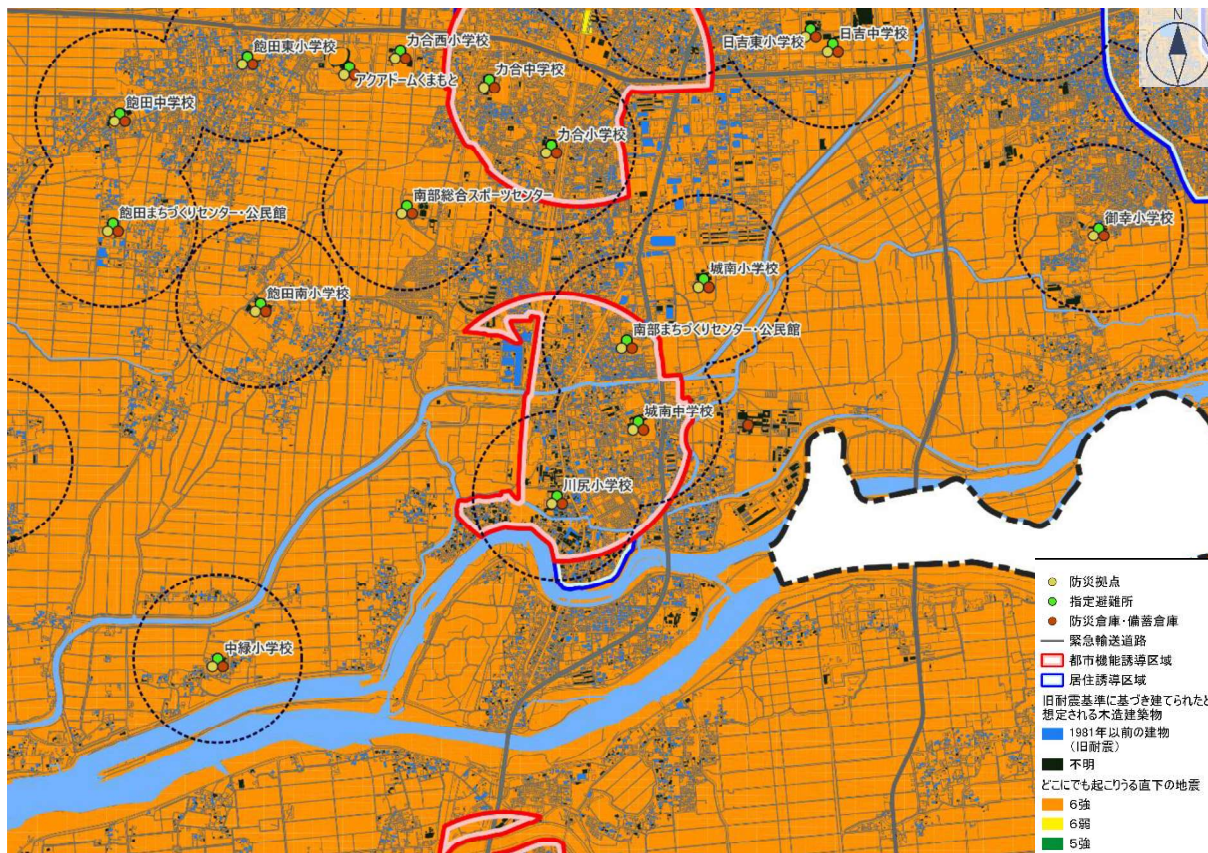 N
飽田東小学校
力合西小学校
日吉東小学校
日吉中学校
アクアドームくまもと
力合中学校
飽田中学校
力合小学校
南部総合スポーツセンター
飽田まちづくりセンター・公民館
御幸小学校
城南小学校
飽田南小学校
南部まちづくりセンター・公民館
城南中学校
川尻小学校
中緑小学校
防災拠点
指定避難所
防災倉庫・備蓄倉庫
緊急輸送道路
都市機能誘導区域
居住誘導区域
旧耐震基準に基づき建てられたと
想定される木造建築物
1981年以前の建物
（旧耐震）
不明
どこにでも起こりうる直下の地震
6強
6弱
5強